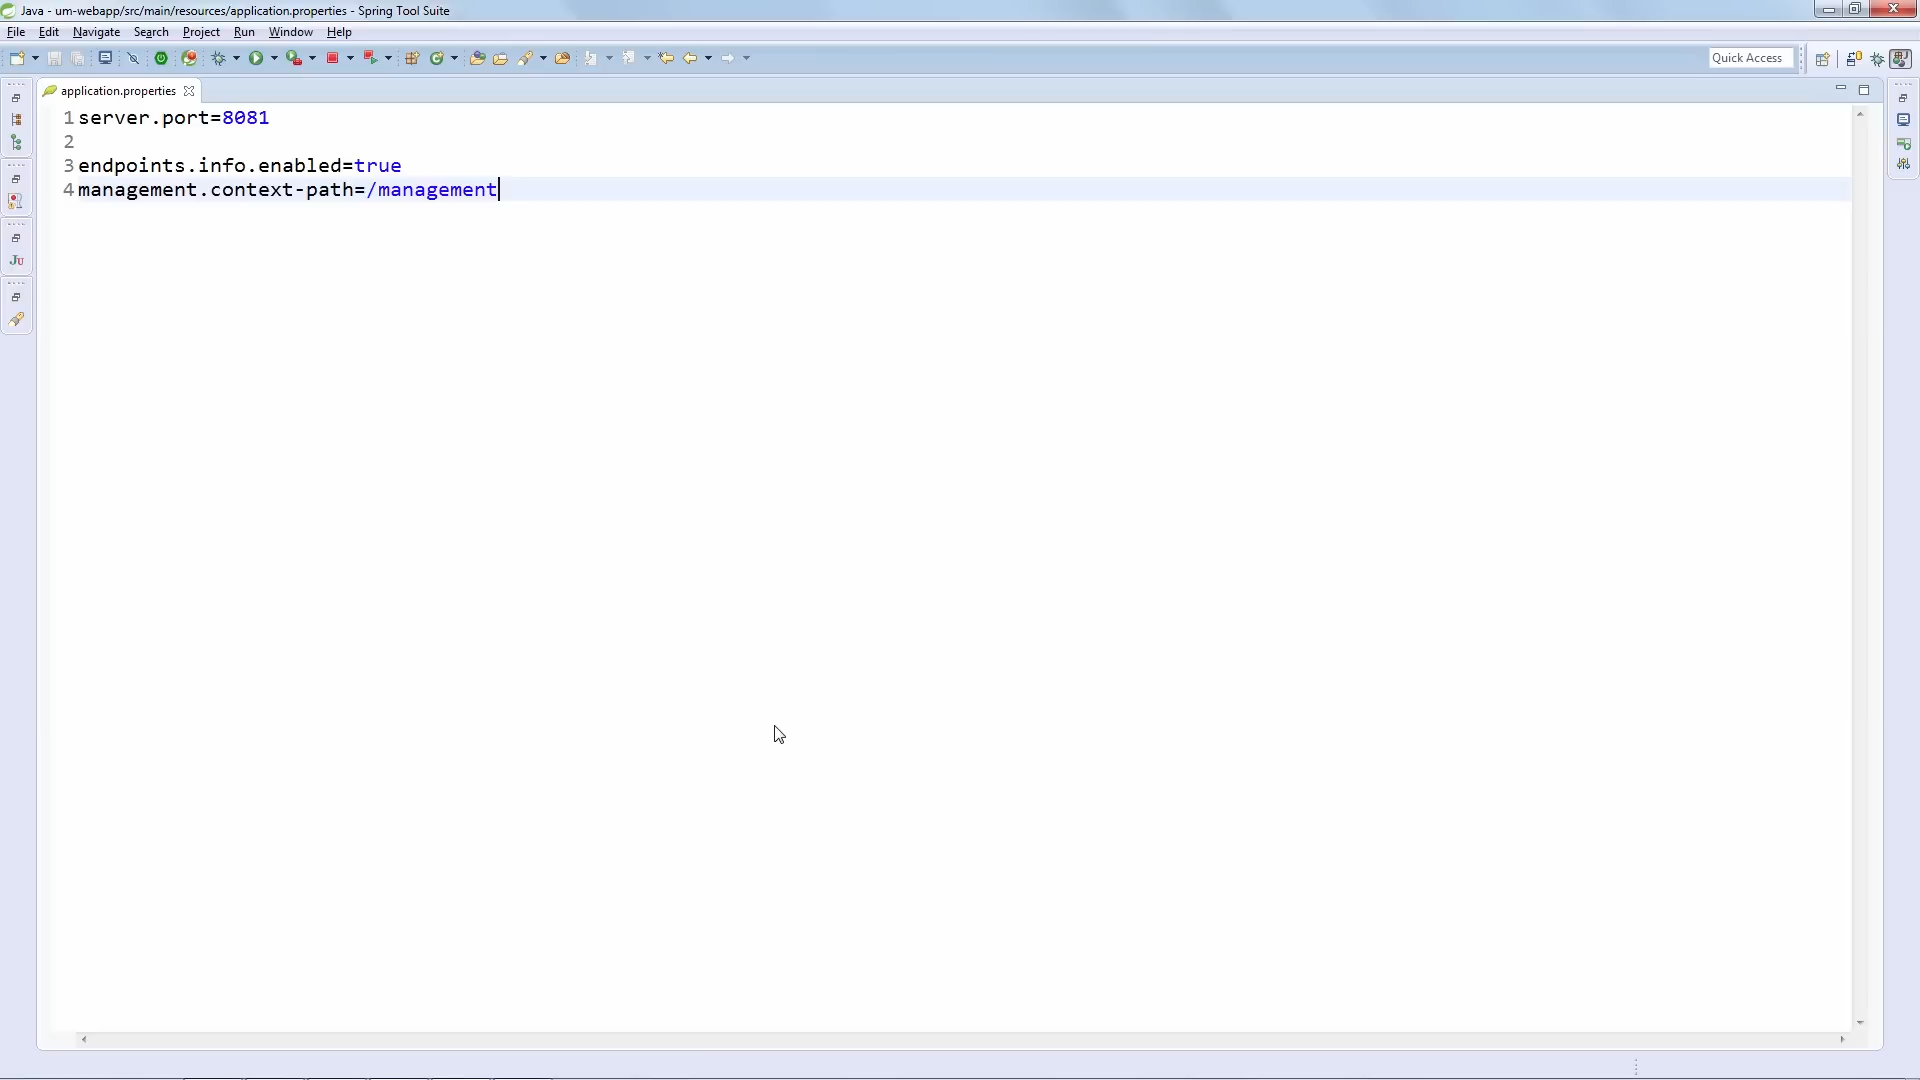 Java - um-webapp/src/main/resources/application.properties - Spring Tool Suite
File Edit Navigate Search Project Run Window Help
Quick Access
application.properties
1 server.port=8081
2
3 endpoints.info.enabled=true
4 management.context-path=/management
Ju